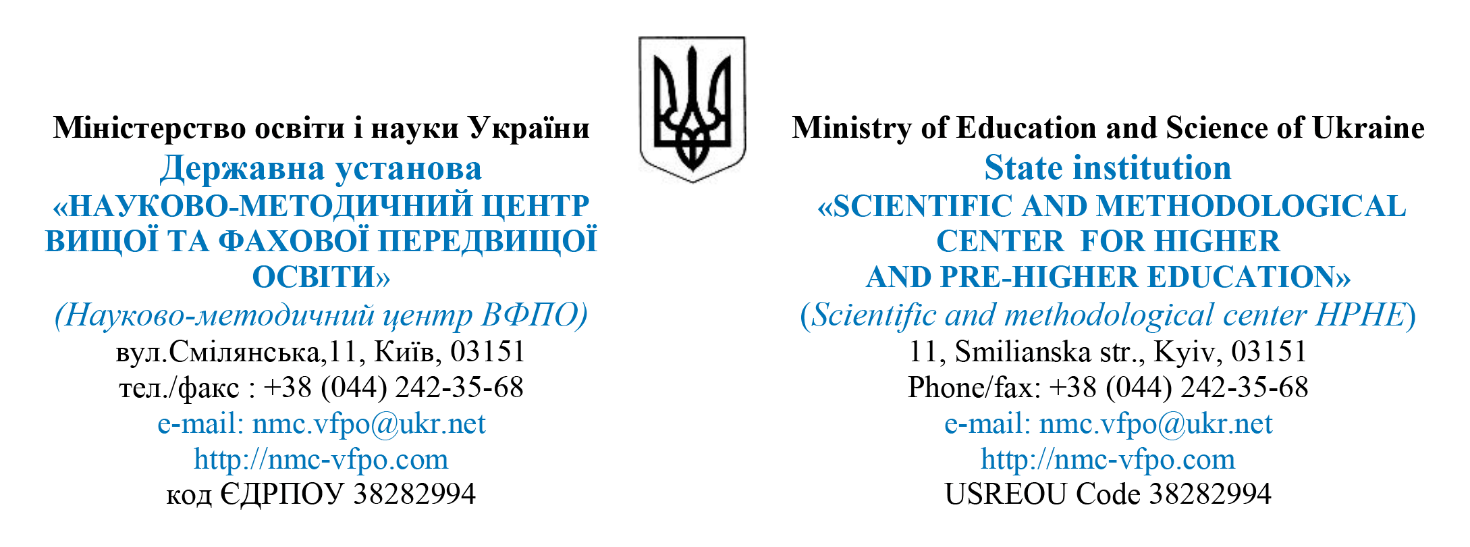 Міністерство освіти і науки України
Державна установа
«НАУКОВО-МЕТОДИЧНИЙ ЦЕНТР
ВИЩОЇ ТА ФАХОВОЇ ПЕРЕДВИЩОЇ
ОСВІТИ»
(Науково-методичний центр ВФПО)
вул.Смілянська,11, Київ, 03151
тел./факс : +38 (044) 242-35-68
e-mail: nmc.vfpo@ukr.net
http://nmc-vfpo.com
код ЄДРПОУ 38282994
Ministry of Education and Science of Ukraine
State institution
«SCIENTIFIC AND METHODOLOGICAL
CENTER  FOR HIGHER
AND PRE-HIGHER EDUCATION»
(Scientific and methodological center HPHE)
11, Smilianska str., Kyiv, 03151
Phone/fax: +38 (044) 242-35-68
e-mail: nmc.vfpo@ukr.net
http://nmc-vfpo.com
USREOU Code 38282994